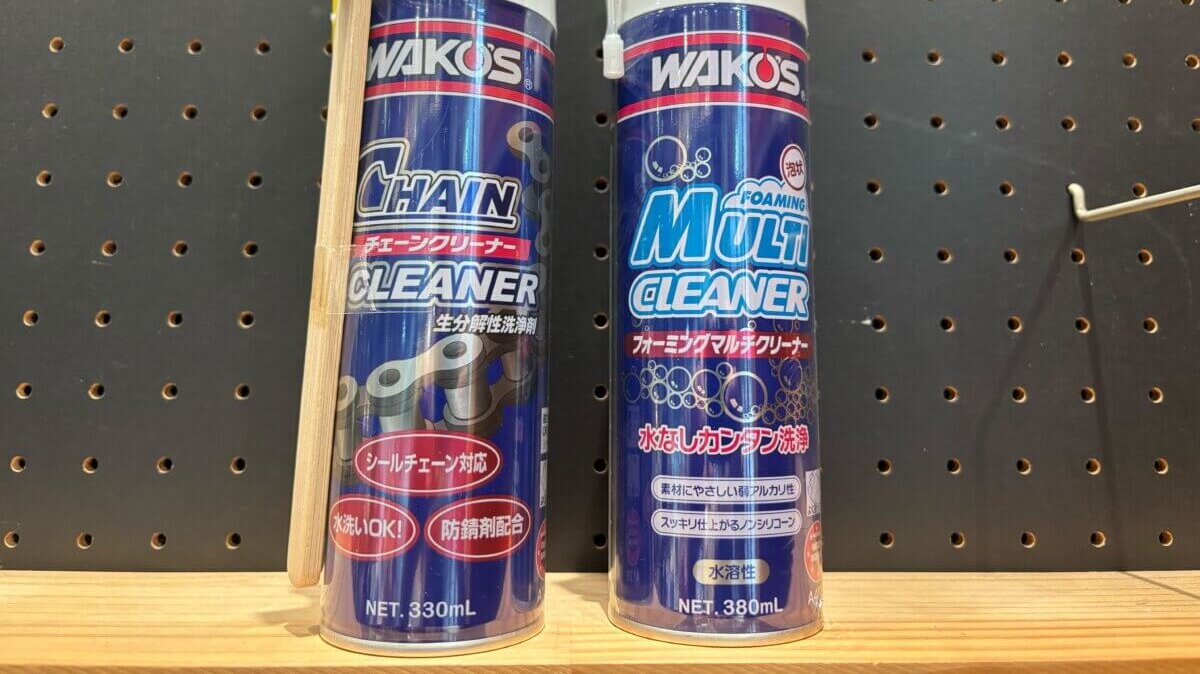 WAKO'S®
CHAIN
チェーンクリーナー
CLEANER
生分解性洗浄剤
シールチェーン対応
水洗いOK!
防錆剤配合
NET. 330mL
WAKO'S®
泡状
FOAMING
MULTI
CLEANER
フォーミングマルチクリーナー
水なしカンタン洗浄
素材にやさしい弱アルカリ性
スッキリ仕上がるノンシリコーン
水溶性
NET. 380mL